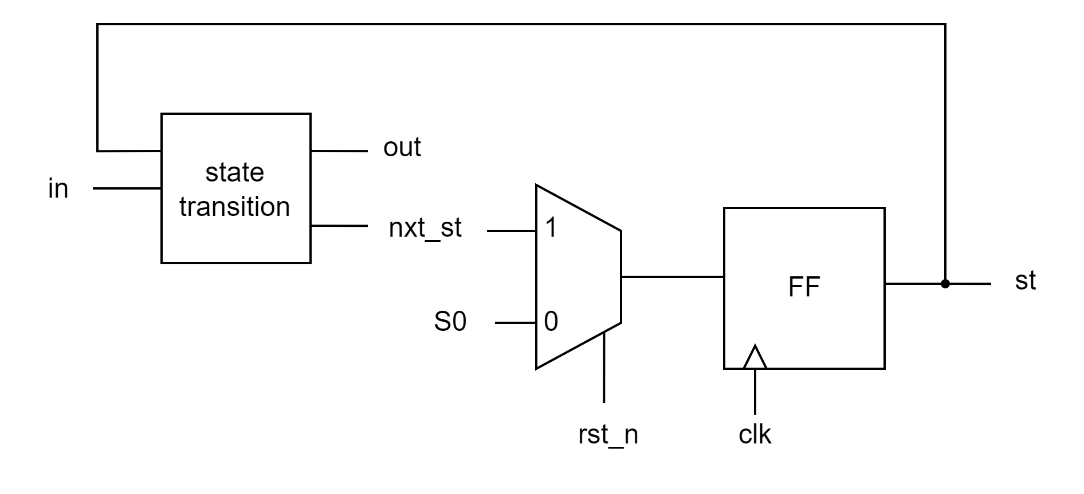 out
state
transition
in
nxt_st
1
S0
0
FF
st
rst_n
clk